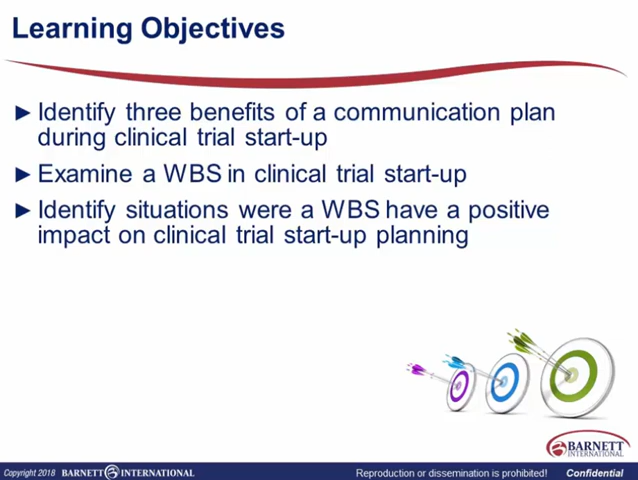 Learning Objectives
►Identify three benefits of a communication plan
during clinical trial start-up
►Examine a WBS in clinical trial start-up
►Identify situations were a WBS have a positive
impact on clinical trial start-up planning
BARNETT
INTERNATIONAL
Copyright 2018 BARNETT INTERNATIONAL Reproduction or dissemination is prohibited! Confidential